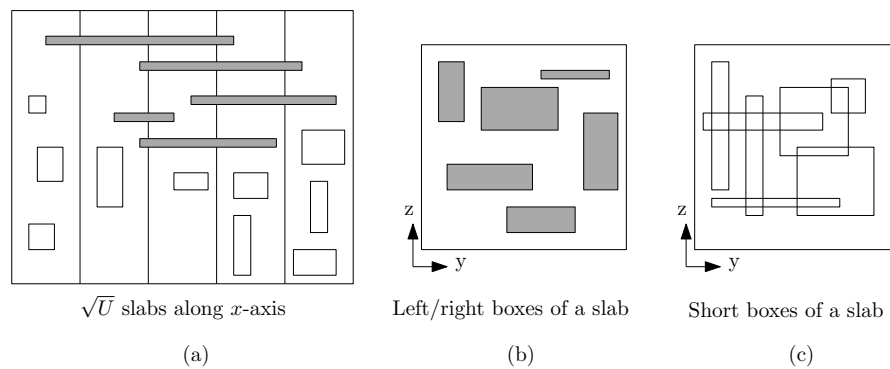 z
y
z
y
√U slabs along x-axis
Left/right boxes of a slab
Short boxes of a slab
(a)
(b)
(c)